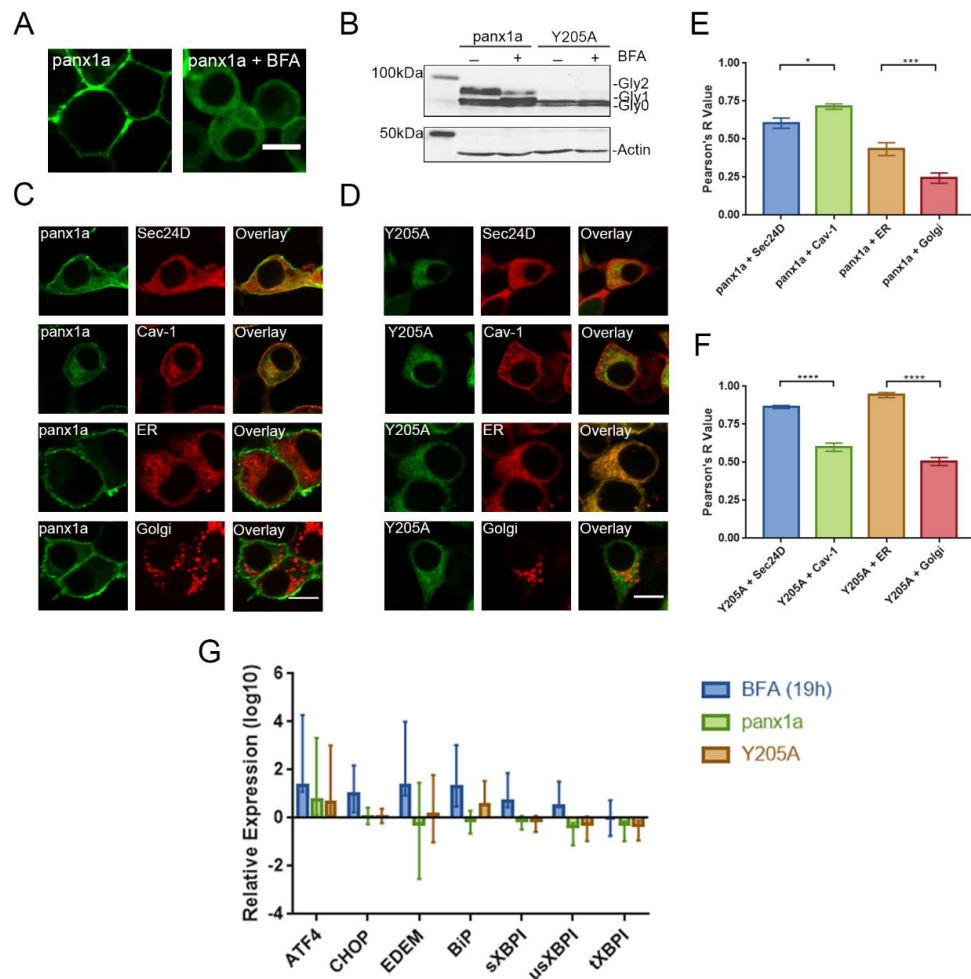 A
panx1a
panx1a + BFA
B
panx1a Y205A
– + – + BFA
100kDa
-Gly2
-Gly1
-Gly0
50kDa
-Actin
C
panx1a Sec24D Overlay
panx1a Cav-1 Overlay
panx1a ER Overlay
panx1a Golgi Overlay
D
Y205A Sec24D Overlay
Y205A Cav-1 Overlay
Y205A ER Overlay
Y205A Golgi Overlay
E
Pearson's R Value
1.00
0.75
0.50
0.25
0.00
* ***
panx1a + Sec24D
panx1a + Cav-1
panx1a + ER
panx1a + Golgi
F
Pearson's R Value
1.00
0.75
0.50
0.25
0.00
**** ****
Y205A + Sec24D
Y205A + Cav-1
Y205A + ER
Y205A + Golgi
G
Relative Expression (log10)
6
4
2
0
-2
-4
ATF4
CHOP
EDEM
BiP
sXBPI
usXBPI
tXBPI
BFA (19h)
panx1a
Y205A